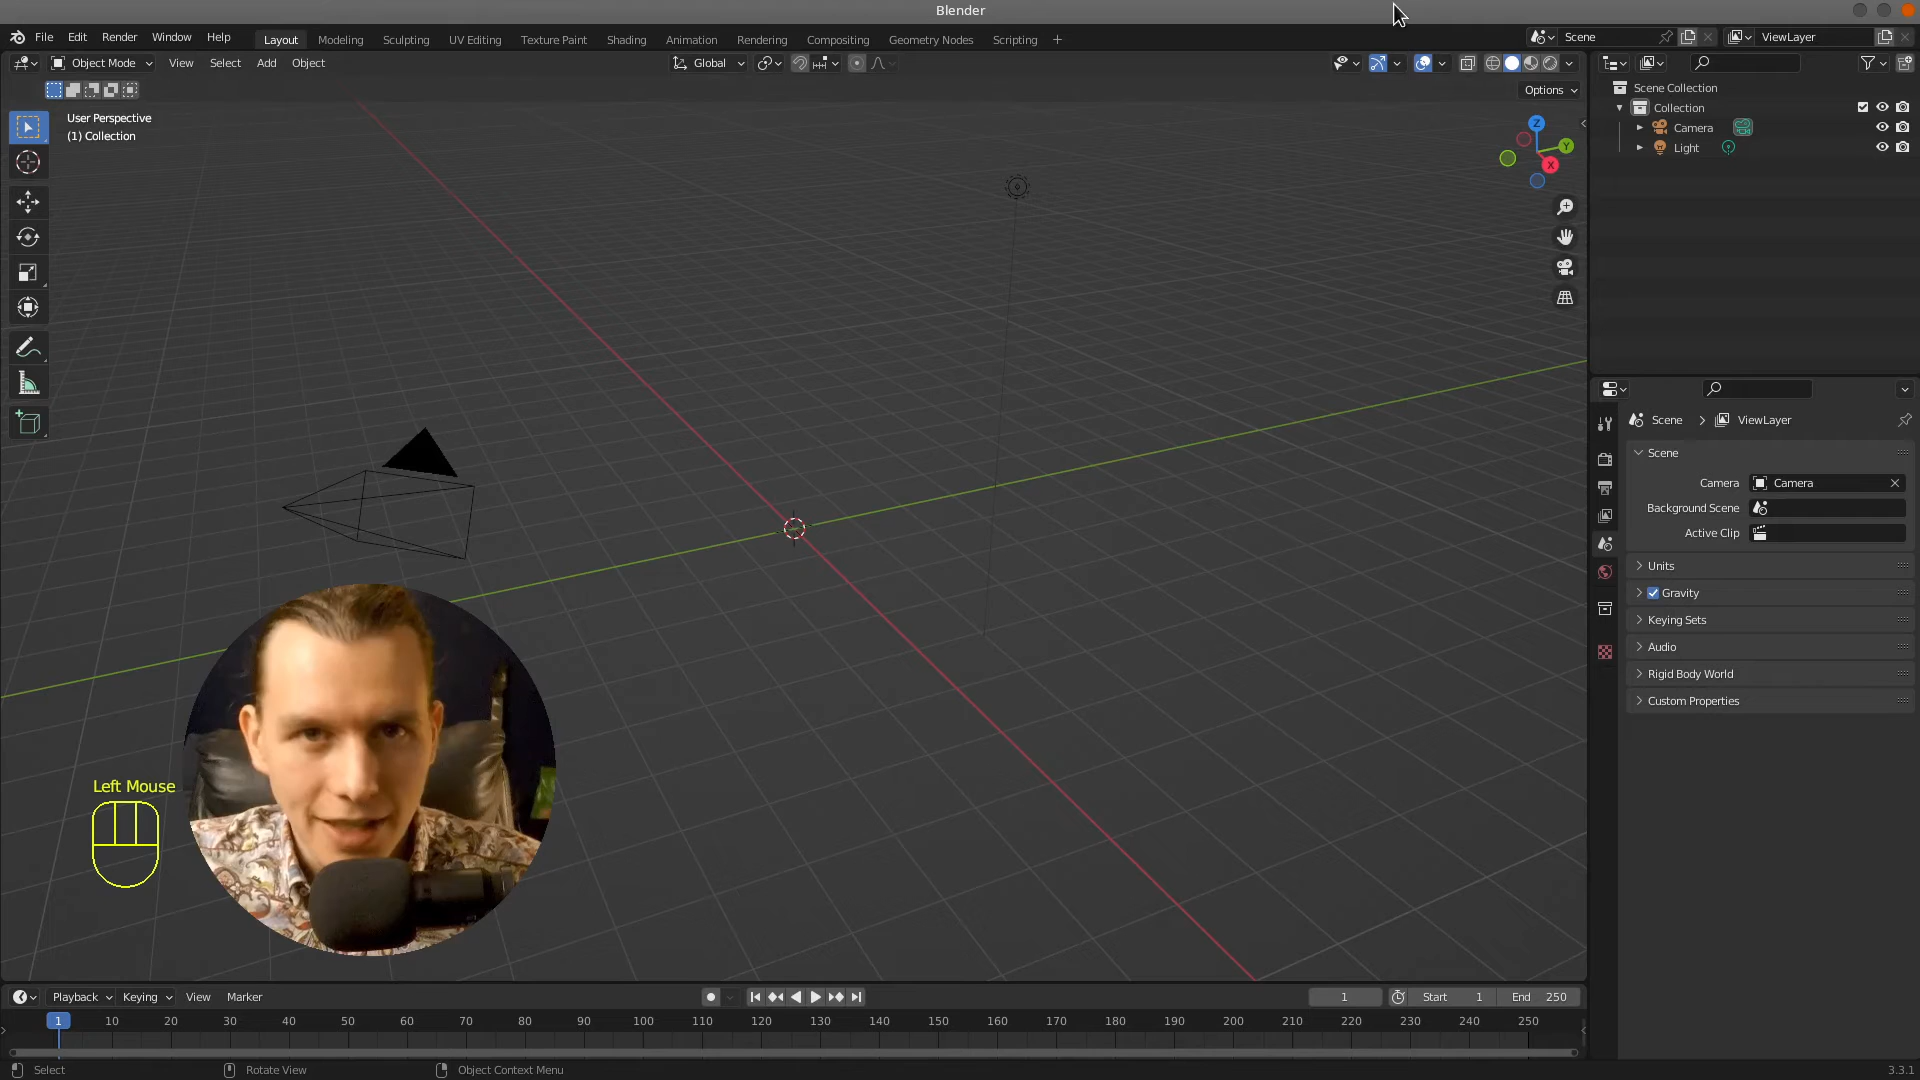 Blender
File Edit Render Window Help Layout Modeling Sculpting UV Editing Texture Paint Shading Animation Rendering Compositing Geometry Nodes Scripting + Scene ViewLayer
Object Mode View Select Add Object Global
Options
User Perspective
(1) Collection
Z
Y
X
Scene Collection
Collection
Camera
Light
Scene > ViewLayer
Scene
Camera Camera
Background Scene
Active Clip
Units
Gravity
Keying Sets
Audio
Rigid Body World
Custom Properties
Left Mouse
Playback Keying View Marker 1 Start 1 End 250
1 10 20 30 40 50 60 70 80 90 100 110 120 130 140 150 160 170 180 190 200 210 220 230 240 250
Select Rotate View Object Context Menu 3.3.1